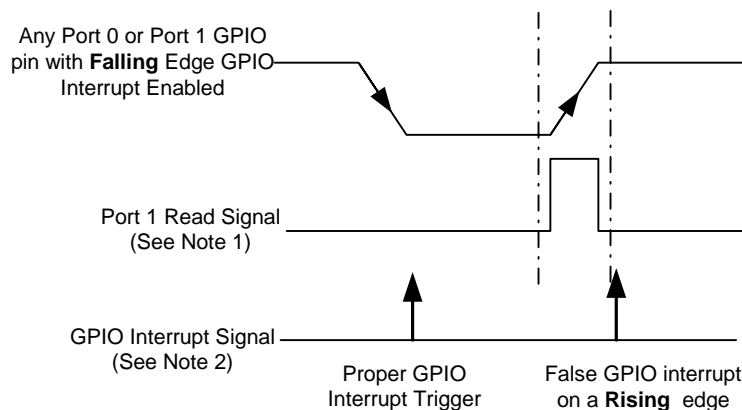 Any Port 0 or Port 1 GPIO
pin with Falling Edge GPIO
Interrupt Enabled
Port 1 Read Signal
(See Note 1)
GPIO Interrupt Signal
(See Note 2)
Proper GPIO
Interrupt Trigger
False GPIO interrupt
on a Rising edge